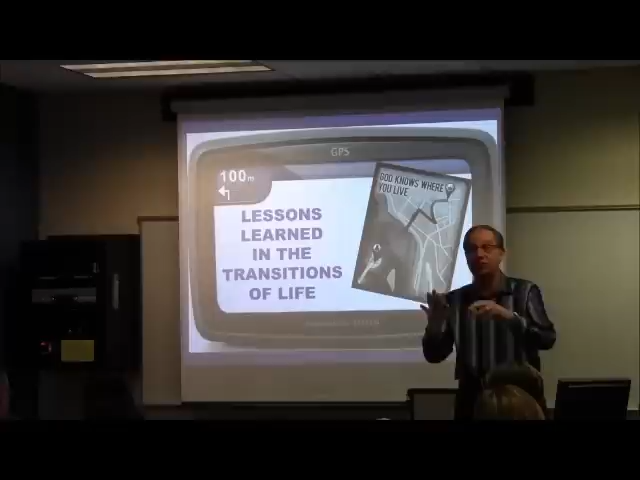 GPS
100m
GOD KNOWS WHERE
YOU LIVE
LESSONS
LEARNED
IN THE
TRANSITIONS
OF LIFE